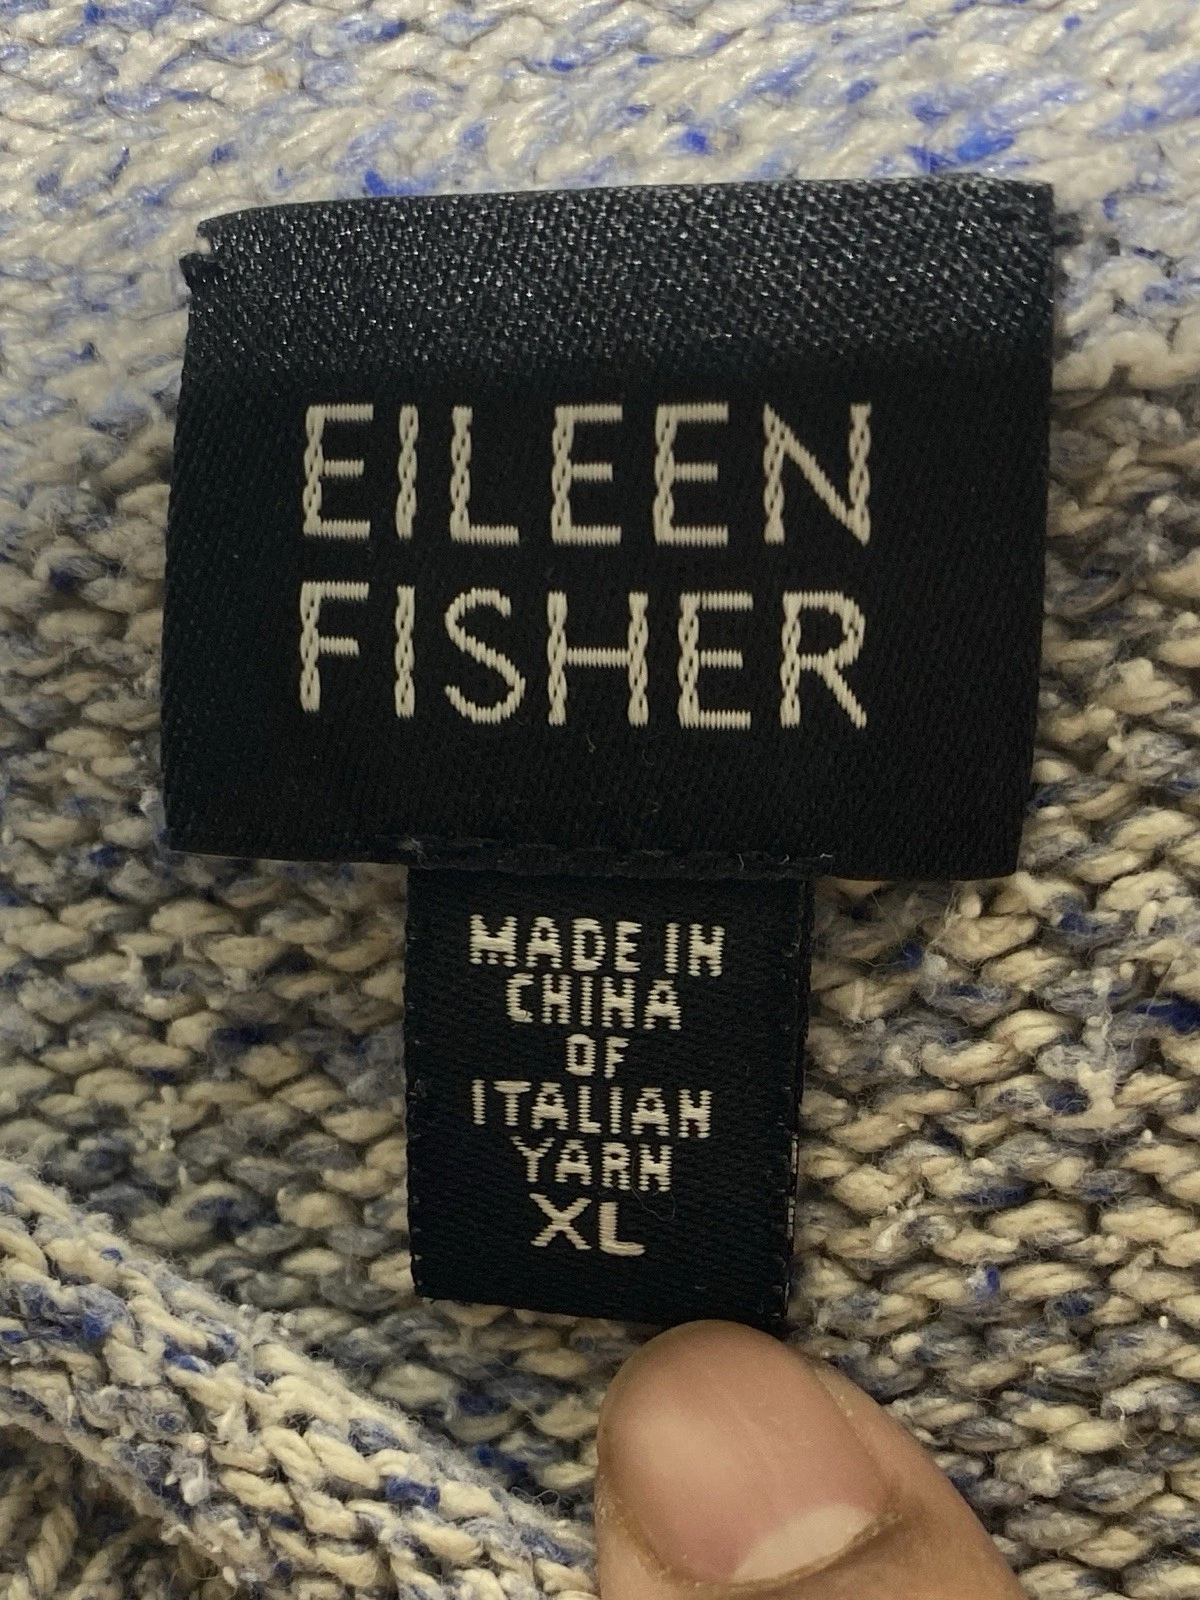 EILEEN
FISHER
MADE IN
CHINA
OF
ITALIAN
YARN
XL